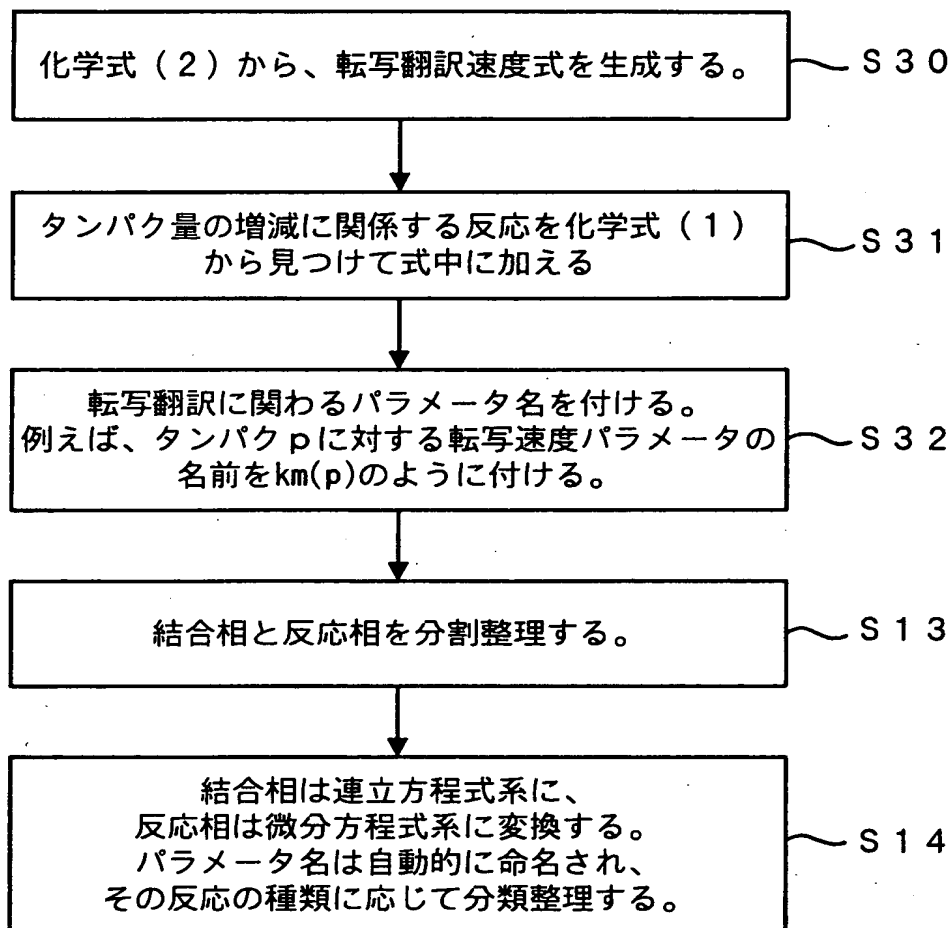 化学式（２）から、転写翻訳速度式を生成する。
Ｓ３０
タンパク量の増減に関係する反応を化学式（１）
から見つけて式中に加える
Ｓ３１
転写翻訳に関わるパラメータ名を付ける。
例えば、タンパクｐに対する転写速度パラメータの
名前をkm(p)のように付ける。
Ｓ３２
結合相と反応相を分割整理する。
Ｓ１３
結合相は連立方程式系に、
反応相は微分方程式系に変換する。
パラメータ名は自動的に命名され、
その反応の種類に応じて分類整理する。
Ｓ１４